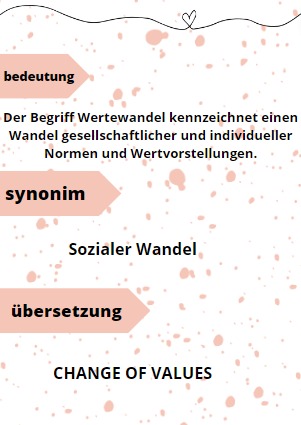 bedeutung
Der Begriff Wertewandel kennzeichnet einen
Wandel gesellschaftlicher und individueller
Normen und Wertvorstellungen.
synonim
Sozialer Wandel
übersetzung
CHANGE OF VALUES